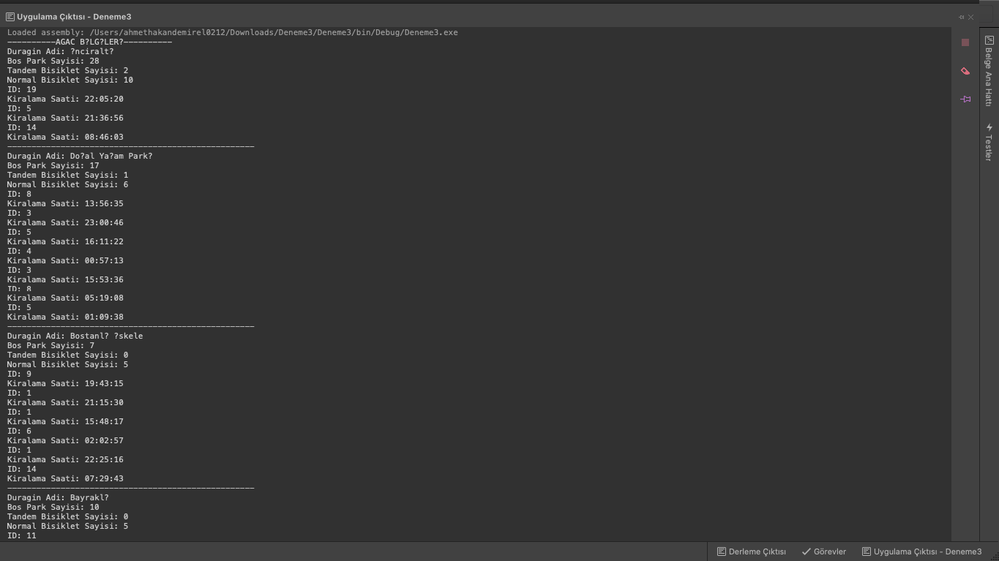 Uygulama Çıktısı - Deneme3
Loaded assembly: /Users/ahmethakandemirel0212/Downloads/Deneme3/Deneme3/bin/Debug/Deneme3.exe
----------AGAC B?LG?LER?----------
Duragin Adi: ?nciralt?
Bos Park Sayisi: 28
Tandem Bisiklet Sayisi: 2
Normal Bisiklet Sayisi: 10
ID: 19
Kiralama Saati: 22:05:20
ID: 5
Kiralama Saati: 21:36:56
ID: 14
Kiralama Saati: 08:46:03
---------------------------------------------------
Duragin Adi: Do?al Ya?am Park?
Bos Park Sayisi: 17
Tandem Bisiklet Sayisi: 1
Normal Bisiklet Sayisi: 6
ID: 8
Kiralama Saati: 13:56:35
ID: 3
Kiralama Saati: 23:00:46
ID: 5
Kiralama Saati: 16:11:22
ID: 4
Kiralama Saati: 00:57:13
ID: 3
Kiralama Saati: 15:53:36
ID: 8
Kiralama Saati: 05:19:08
ID: 5
Kiralama Saati: 01:09:38
---------------------------------------------------
Duragin Adi: Bostanl? ?skele
Bos Park Sayisi: 7
Tandem Bisiklet Sayisi: 0
Normal Bisiklet Sayisi: 5
ID: 9
Kiralama Saati: 19:43:15
ID: 1
Kiralama Saati: 21:15:30
ID: 1
Kiralama Saati: 15:48:17
ID: 6
Kiralama Saati: 02:02:57
ID: 1
Kiralama Saati: 22:25:16
ID: 14
Kiralama Saati: 07:29:43
---------------------------------------------------
Duragin Adi: Bayrakl?
Bos Park Sayisi: 10
Tandem Bisiklet Sayisi: 0
Normal Bisiklet Sayisi: 5
ID: 11
Belge Ana Hattı
Testler
Derleme Çıktısı
Görevler
Uygulama Çıktısı - Deneme3